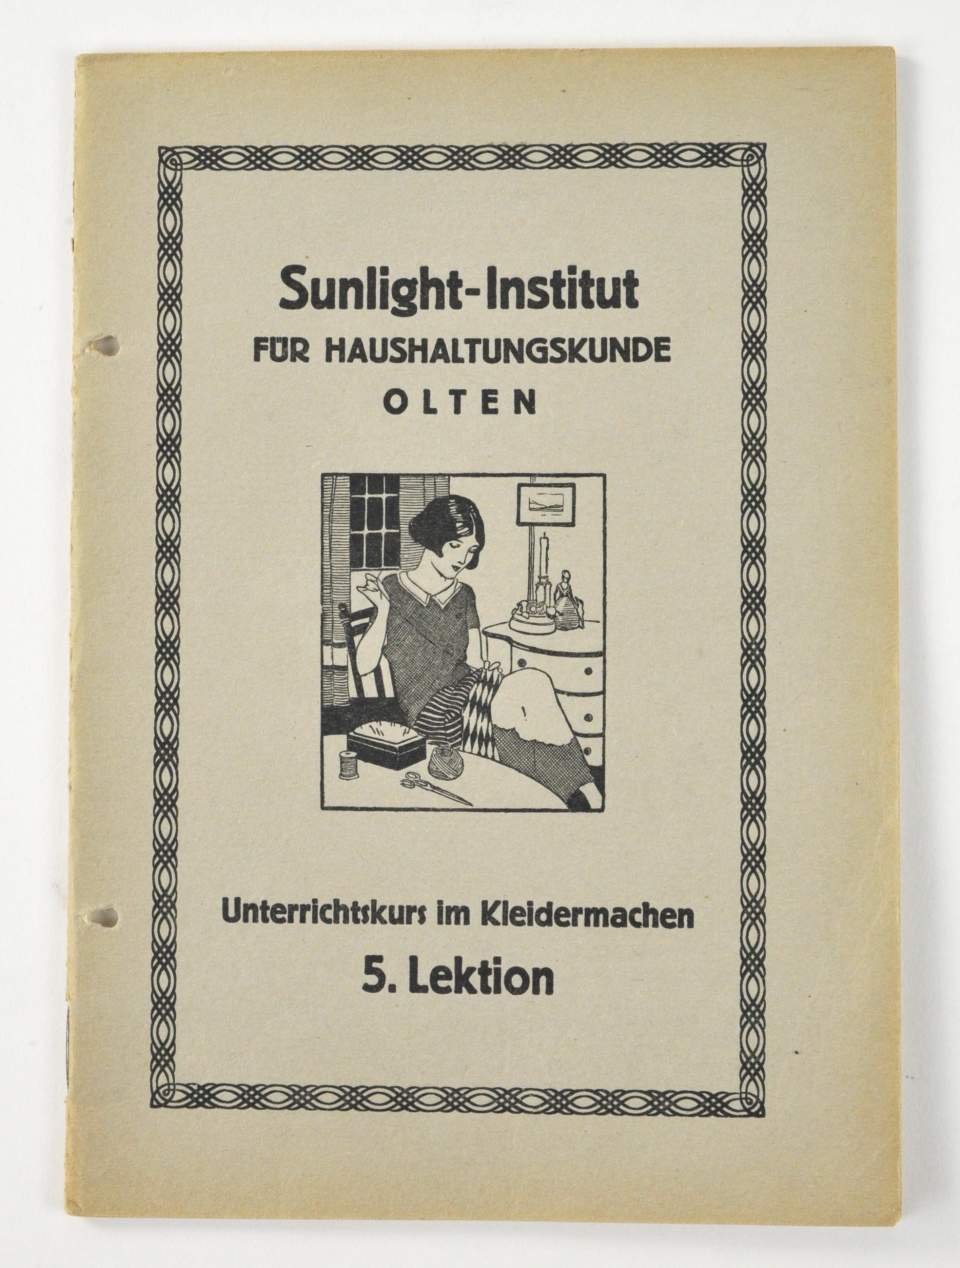 Sunlight-Institut
FÜR HAUSHALTUNGSKUNDE
OLTEN
Unterrichtskurs im Kleidermachen
5. Lektion